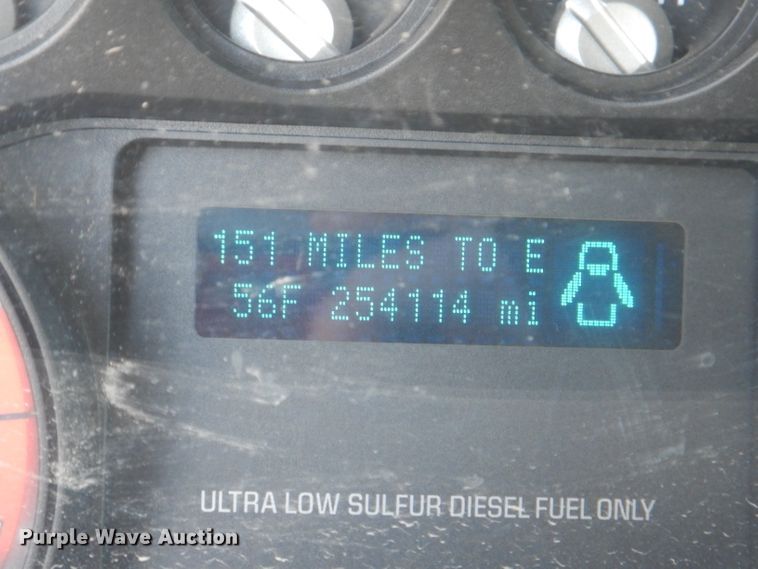 151 MILES TO E
56F 254114 mi
ULTRA LOW SULFUR DIESEL FUEL ONLY
Purple Wave Auction